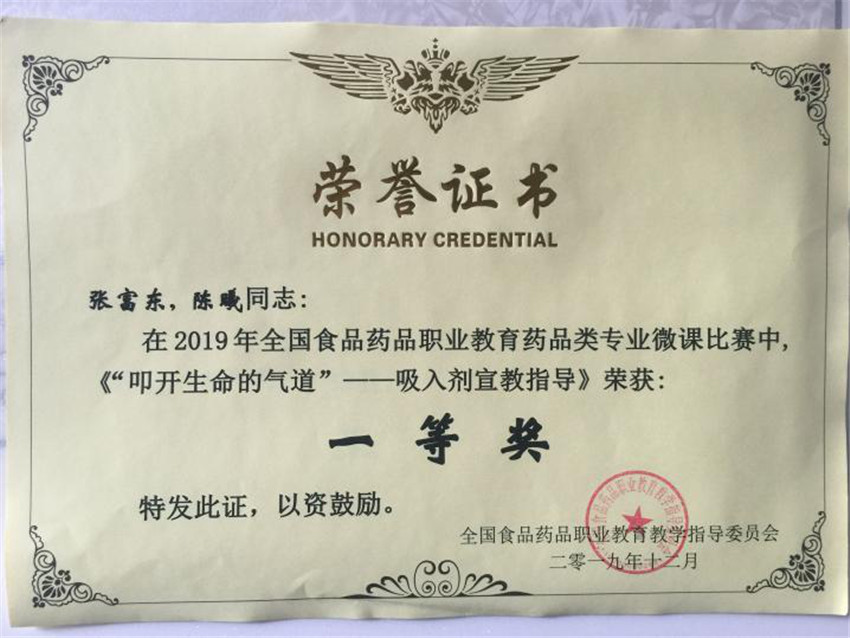 荣誉证书
HONORARY CREDENTIAL
张富东,陈曦同志:
在2019年全国食品药品职业教育药品类专业微课比赛中,
《“叩开生命的气道”——吸入剂宣教指导》荣获:
一等奖
特发此证，以资鼓励。
全国食品药品职业教育教学指导委员会
二零一九年十二月